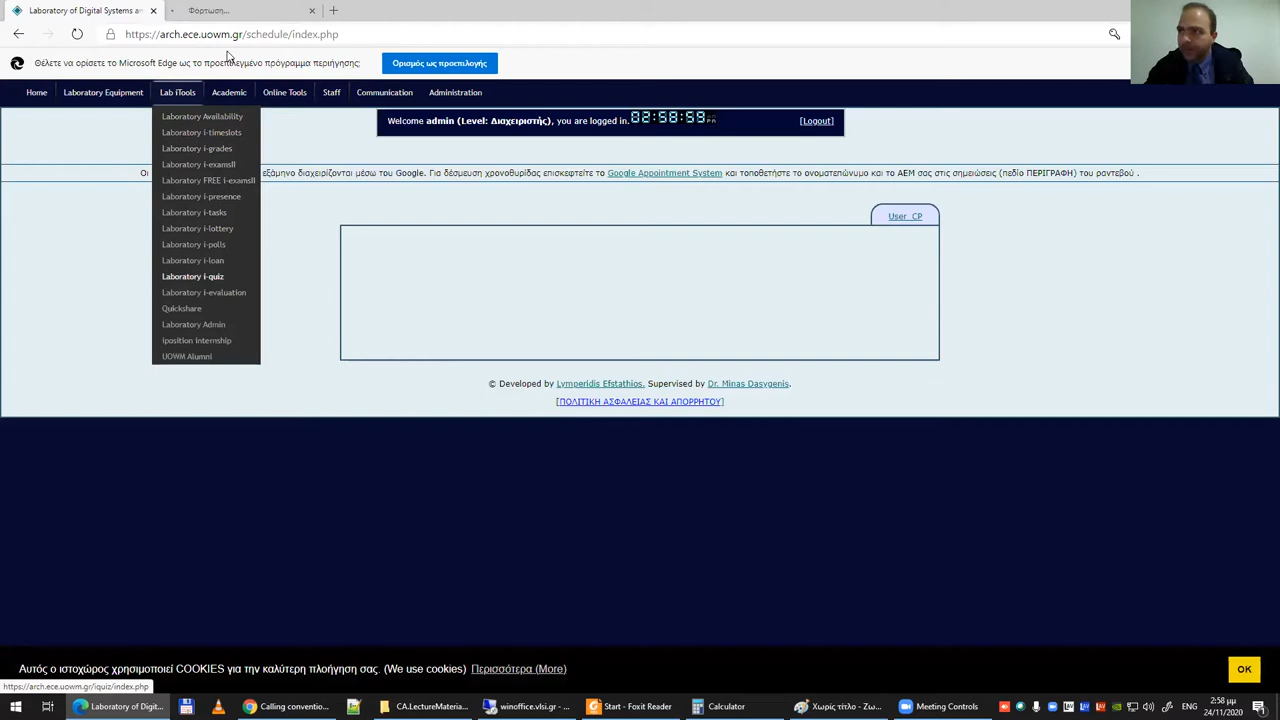 Laboratory of Digital Systems an
Φόρτωση...
https://arch.ece.uowm.gr/schedule/index.php
Θέλετε να ορίσετε το Microsoft Edge ως το προεπιλεγμένο πρόγραμμα περιήγησης;
Ορισμός ως προεπιλογής
Home
Laboratory Equipment
Lab iTools
Academic
Online Tools
Staff
Communication
Administration
Laboratory Availability
Laboratory i-timeslots
Laboratory i-grades
Laboratory i-examsII
Laboratory FREE i-examsII
Laboratory i-presence
Laboratory i-tasks
Laboratory i-lottery
Laboratory i-polls
Laboratory i-loan
Laboratory i-quiz
Laboratory i-evaluation
Quickshare
Laboratory Admin
iposition Internship
UOWM Alumni
Welcome admin (Level: Διαχειριστής), you are logged in. 02:58:59 PM
[Logout]
Οι εξάμηνο διαχειρίζονται μέσω του Google. Για δέσμευση χρονοθυρίδας επισκεφτείτε το Google Appointment System και τοποθετήστε το ονοματεπώνυμο και το ΑΕΜ σας στις σημειώσεις (πεδίο ΠΕΡΙΓΡΑΦΗ) του ραντεβού .
User CP
© Developed by Lymperidis Efstathios. Supervised by Dr. Minas Dasygenis.
[ΠΟΛΙΤΙΚΗ ΑΣΦΑΛΕΙΑΣ ΚΑΙ ΑΠΟΡΡΗΤΟΥ]
Αυτός ο ιστοχώρος χρησιμοποιεί COOKIES για την καλύτερη πλοήγηση σας. (We use cookies) Περισσότερα (More)
OK
https://arch.ece.uowm.gr/iquiz/index.php
Laboratory of Digit...
Calling conventio...
CA.LectureMateria...
winoffice.vlsi.gr - ...
Start - Foxit Reader
Calculator
Χωρίς τίτλο - Ζω...
Meeting Controls
ENG
2:58 μμ
24/11/2020